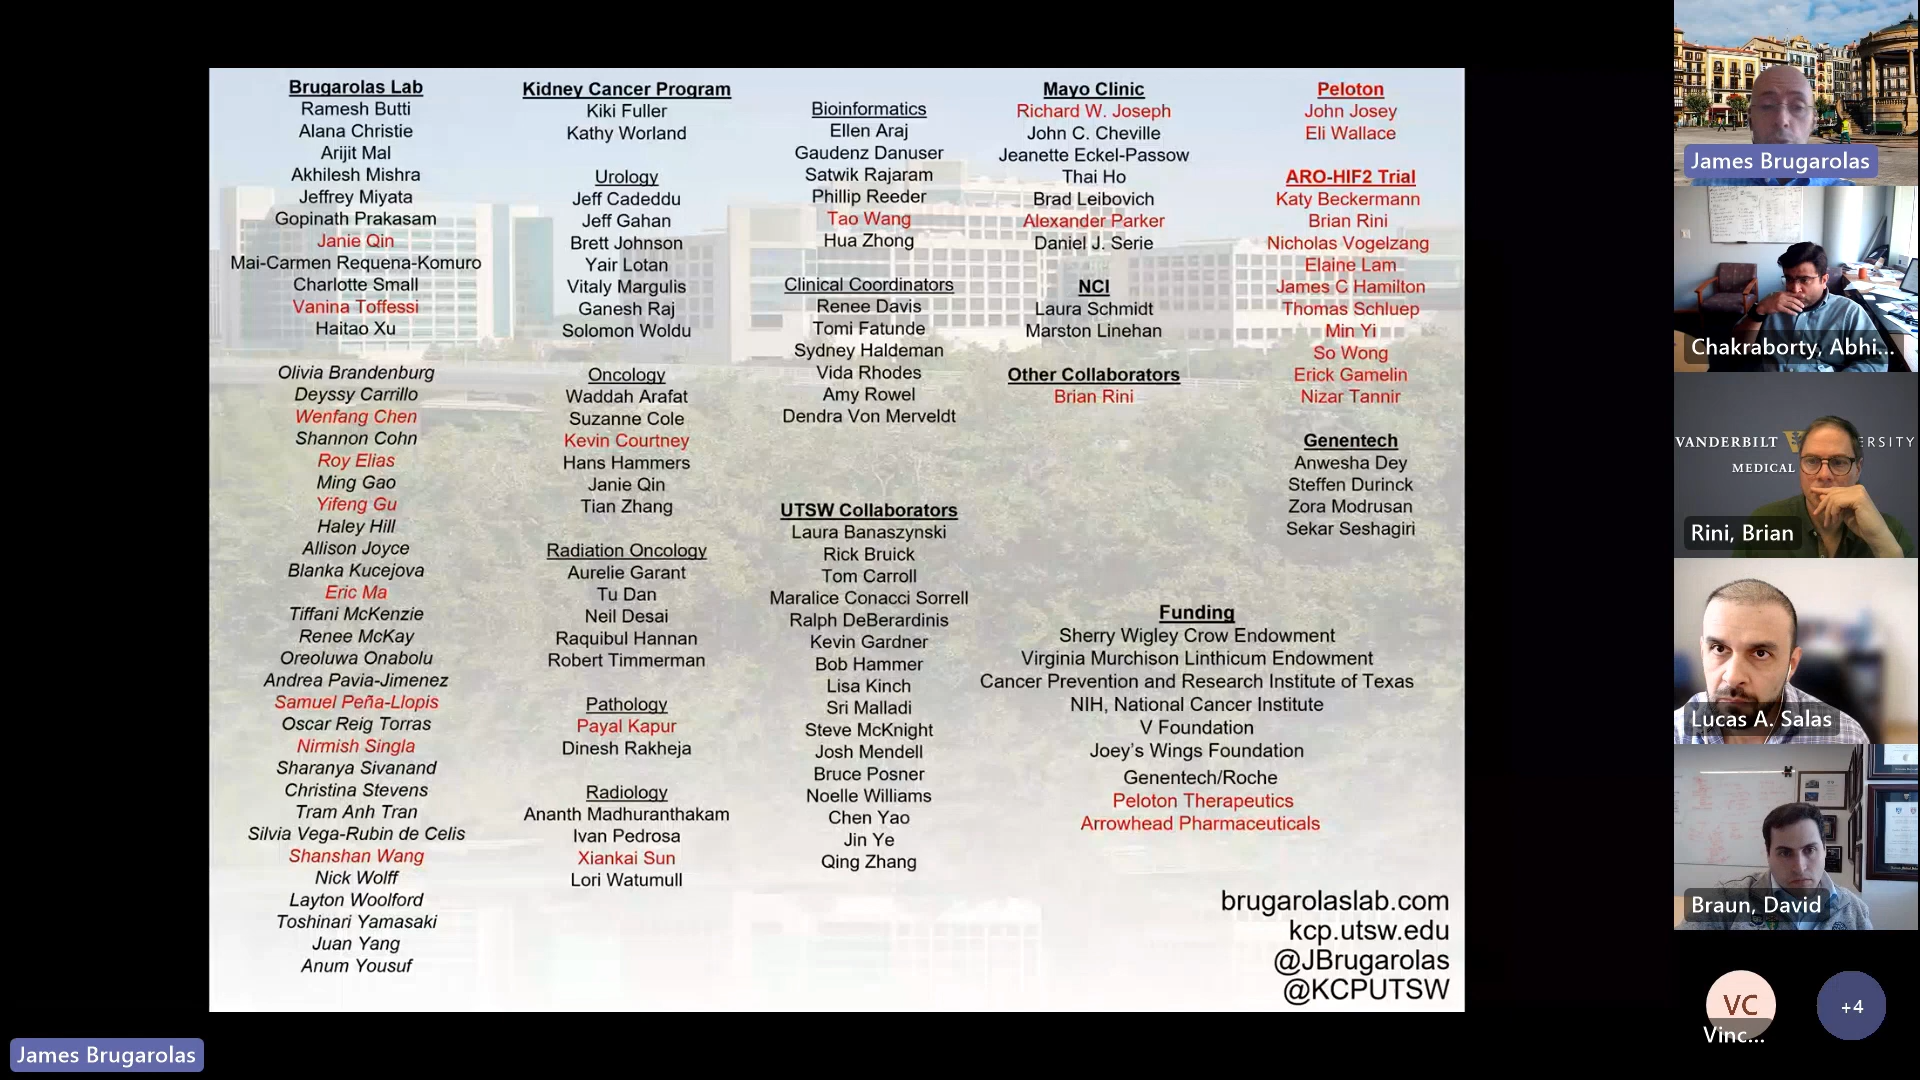 Brugarolas Lab
Ramesh Butti
Alana Christie
Arijit Mal
Akhilesh Mishra
Jeffrey Miyata
Gopinath Prakasam
Janie Qin
Mai-Carmen Requena-Komuro
Charlotte Small
Vanina Toffessi
Haitao Xu
Olivia Brandenburg
Deyssy Carrillo
Wenfang Chen
Shannon Cohn
Roy Elias
Ming Gao
Yifeng Gu
Haley Hill
Allison Joyce
Blanka Kucejova
Eric Ma
Tiffani McKenzie
Renee McKay
Oreoluwa Onabolu
Andrea Pavia-Jimenez
Samuel Peña-Llopis
Oscar Reig Torras
Nirmish Singla
Sharanya Sivanand
Christina Stevens
Tram Anh Tran
Silvia Vega-Rubin de Celis
Shanshan Wang
Nick Wolff
Layton Woolford
Toshinari Yamasaki
Juan Yang
Anum Yousuf
Kidney Cancer Program
Kiki Fuller
Kathy Worland
Urology
Jeff Cadeddu
Jeff Gahan
Brett Johnson
Yair Lotan
Vitaly Margulis
Ganesh Raj
Solomon Woldu
Oncology
Waddah Arafat
Suzanne Cole
Kevin Courtney
Hans Hammers
Janie Qin
Tian Zhang
Radiation Oncology
Aurelie Garant
Tu Dan
Neil Desai
Raquibul Hannan
Robert Timmerman
Pathology
Payal Kapur
Dinesh Rakheja
Radiology
Ananth Madhuranthakam
Ivan Pedrosa
Xiankai Sun
Lori Watumull
Bioinformatics
Ellen Araj
Gaudenz Danuser
Satwik Rajaram
Phillip Reeder
Tao Wang
Hua Zhong
Clinical Coordinators
Renee Davis
Tomi Fatunde
Sydney Haldeman
Vida Rhodes
Amy Rowel
Dendra Von Merveldt
UTSW Collaborators
Laura Banaszynski
Rick Bruick
Tom Carroll
Maralice Conacci Sorrell
Ralph DeBerardinis
Kevin Gardner
Bob Hammer
Lisa Kinch
Sri Malladi
Steve McKnight
Josh Mendell
Bruce Posner
Noelle Williams
Chen Yao
Jin Ye
Qing Zhang
Mayo Clinic
Richard W. Joseph
John C. Cheville
Jeanette Eckel-Passow
Thai Ho
Brad Leibovich
Alexander Parker
Daniel J. Serie
NCI
Laura Schmidt
Marston Linehan
Other Collaborators
Brian Rini
Peloton
John Josey
Eli Wallace
ARO-HIF2 Trial
Katy Beckermann
Brian Rini
Nicholas Vogelzang
Elaine Lam
James C Hamilton
Thomas Schluep
Min Yi
So Wong
Erick Gamelin
Nizar Tannir
Genentech
Anwesha Dey
Steffen Durinck
Zora Modrusan
Sekar Seshagiri
Funding
Sherry Wigley Crow Endowment
Virginia Murchison Linthicum Endowment
Cancer Prevention and Research Institute of Texas
NIH, National Cancer Institute
V Foundation
Joey's Wings Foundation
Genentech/Roche
Peloton Therapeutics
Arrowhead Pharmaceuticals
brugarolaslab.com
kcp.utsw.edu
@JBrugarolas
@KCPUTSW
James Brugarolas
James Brugarolas
Chakraborty, Abhi...
VANDERBILT V ERSITY
MEDICAL
Rini, Brian
Lucas A. Salas
Braun, David
VC
Vinc...
+4